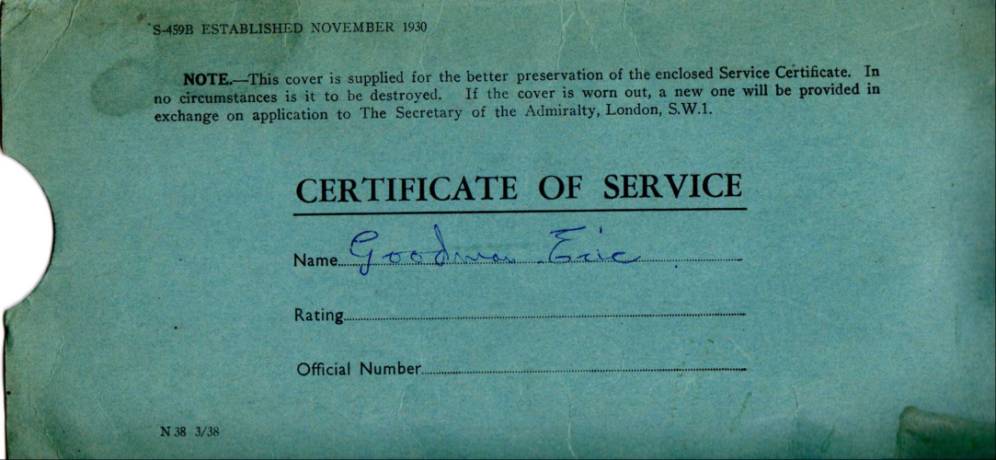 S-459B ESTABLISHED NOVEMBER 1930
NOTE.—This cover is supplied for the better preservation of the enclosed Service Certificate. In
no circumstances is it to be destroyed. If the cover is worn out, a new one will be provided in
exchange on application to The Secretary of the Admiralty, London, S.W.1.
CERTIFICATE OF SERVICE
Name Goodman Eric
Rating
Official Number
N 38 3/38